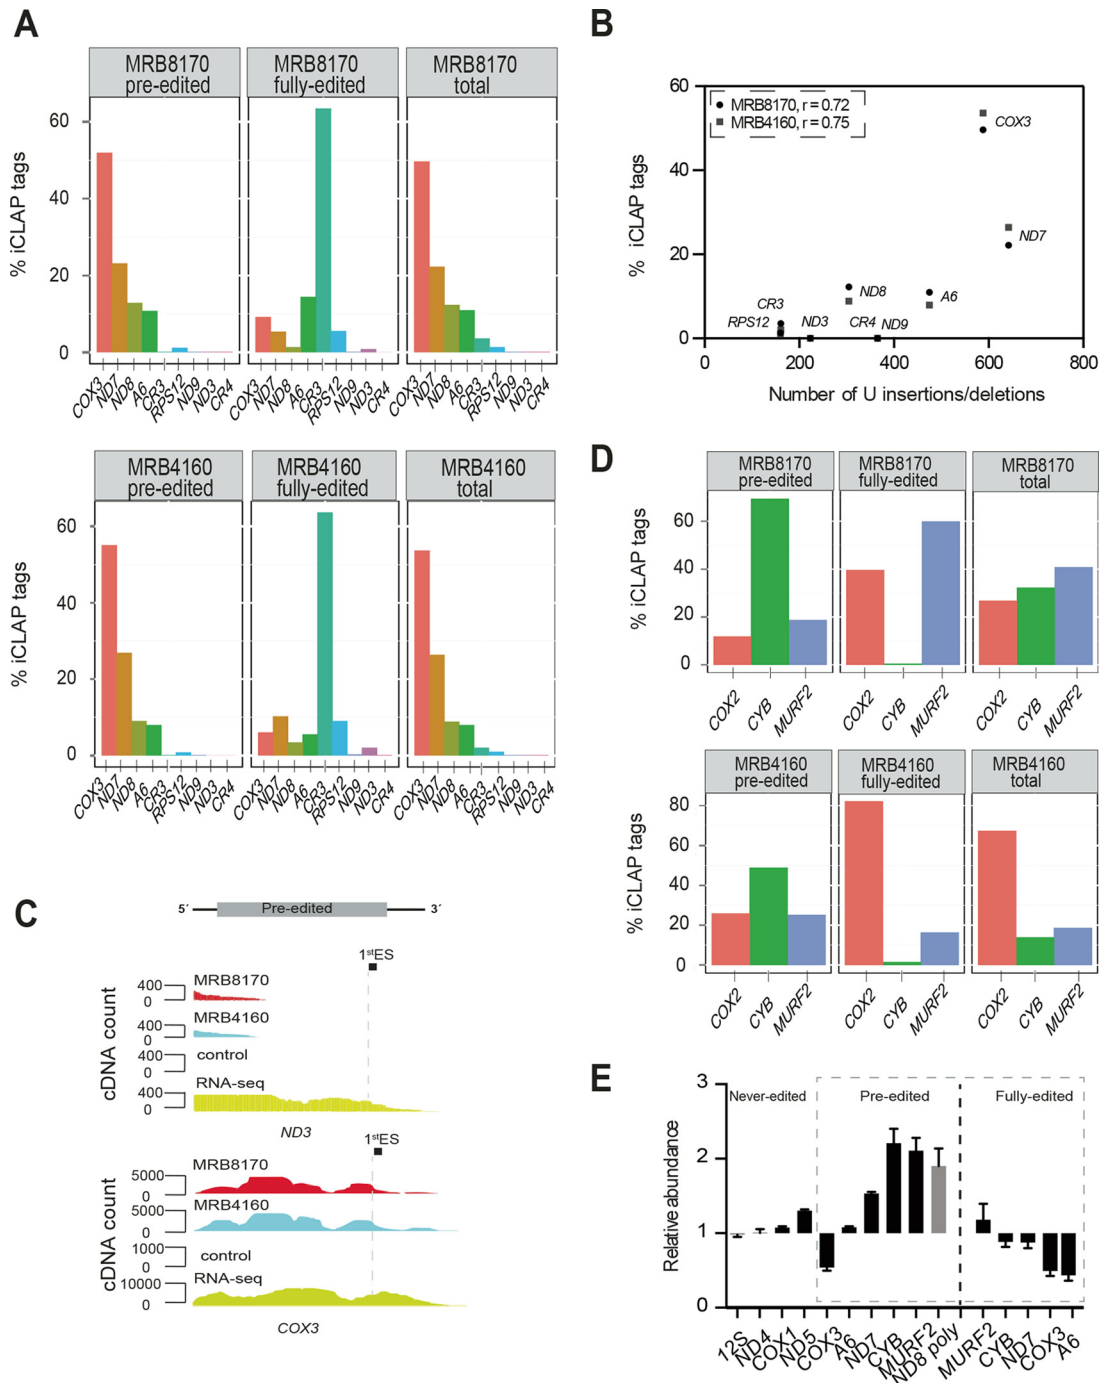 A
MRB8170
pre-edited
MRB8170
fully-edited
MRB8170
total
% iCLAP tags
60
40
20
0
COX3
ND7
ND8
A6
CR3
RPS12
ND9
ND3
CR4
COX3
ND7
ND8
A6
CR3
RPS12
ND9
ND3
CR4
COX3
ND7
ND8
A6
CR3
RPS12
ND9
ND3
CR4
MRB4160
pre-edited
MRB4160
fully-edited
MRB4160
total
% iCLAP tags
60
40
20
0
COX3
ND7
ND8
A6
CR3
RPS12
ND9
ND3
CR4
COX3
ND7
ND8
A6
CR3
RPS12
ND9
ND3
CR4
COX3
ND7
ND8
A6
CR3
RPS12
ND9
ND3
CR4
B
MRB8170, r = 0.72
MRB4160, r = 0.75
% iCLAP tags
60
40
20
0
COX3
ND7
ND8
A6
CR3
RPS12
ND3
CR4
ND9
0
200
400
600
800
Number of U insertions/deletions
C
5´
Pre-edited
3´
1stES
cDNA count
MRB8170
400
0
MRB4160
400
0
control
400
0
RNA-seq
400
0
ND3
1stES
cDNA count
MRB8170
5000
0
MRB4160
5000
0
control
1000
0
RNA-seq
10000
0
COX3
D
MRB8170
pre-edited
MRB8170
fully-edited
MRB8170
total
% iCLAP tags
60
40
20
0
COX2
CYB
MURF2
COX2
CYB
MURF2
COX2
CYB
MURF2
MRB4160
pre-edited
MRB4160
fully-edited
MRB4160
total
% iCLAP tags
80
60
40
20
0
COX2
CYB
MURF2
COX2
CYB
MURF2
COX2
CYB
MURF2
E
Relative abundance
3
2
1
0
Never-edited
Pre-edited
Fully-edited
12S
ND4
COX1
ND5
COX3
A6
ND7
CYB
MURF2
ND8 poly
MURF2
CYB
ND7
COX3
A6